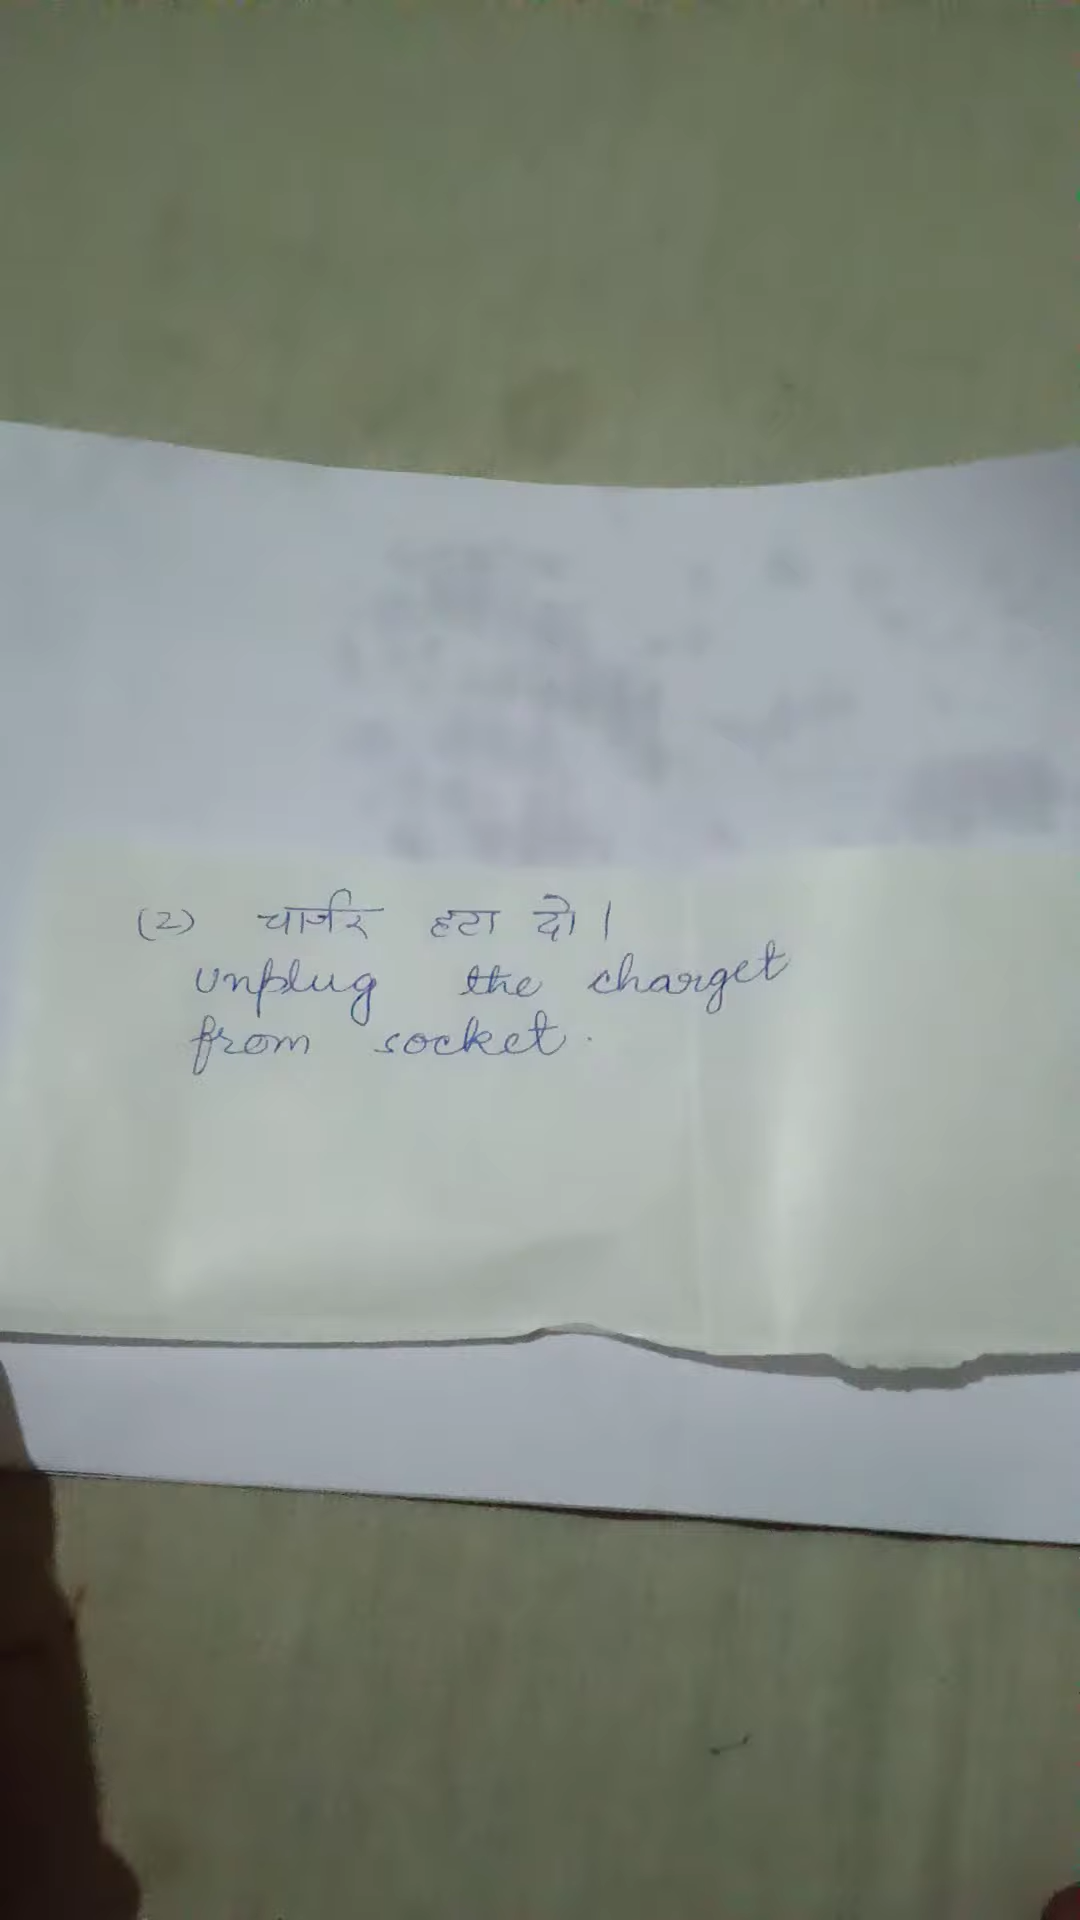 (2) चार्जर हटा दो।
unplug the charget
from socket.